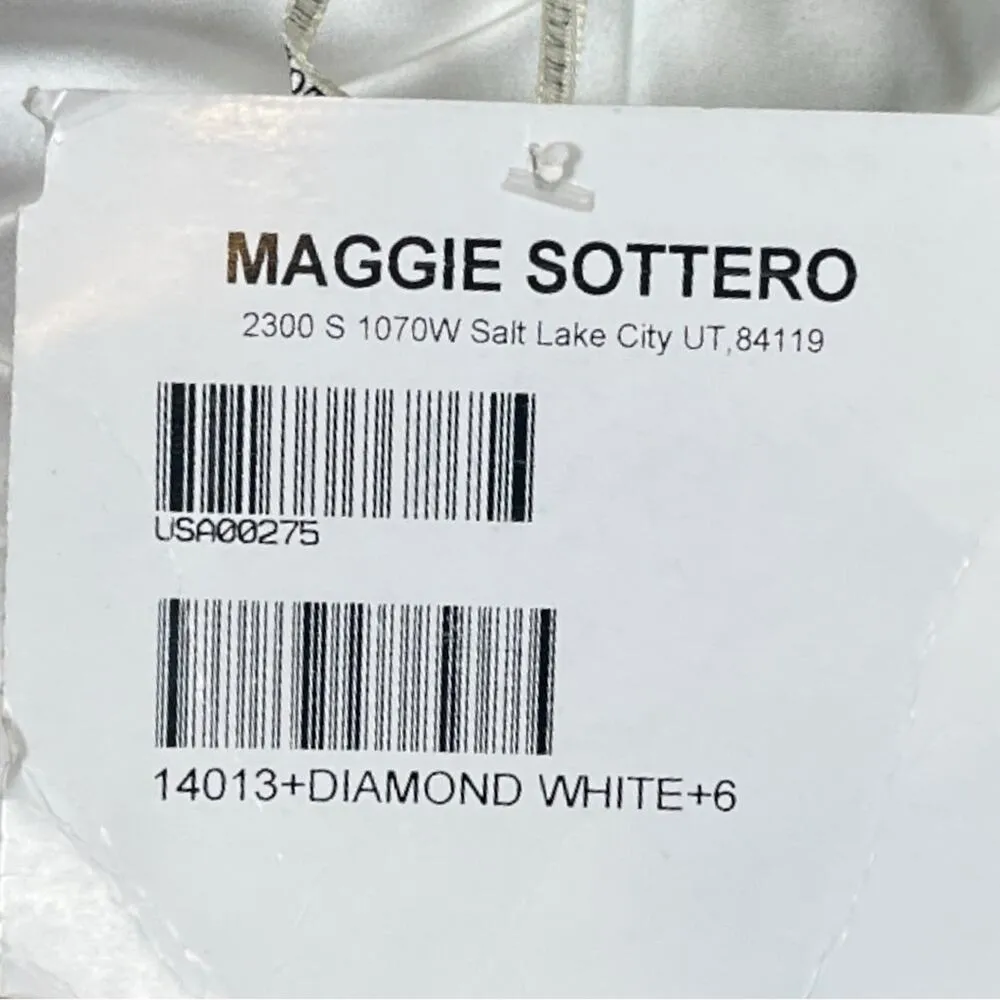 MAGGIE SOTTERO
2300 S 1070W Salt Lake City UT,84119
USA00275
14013+DIAMOND WHITE+6